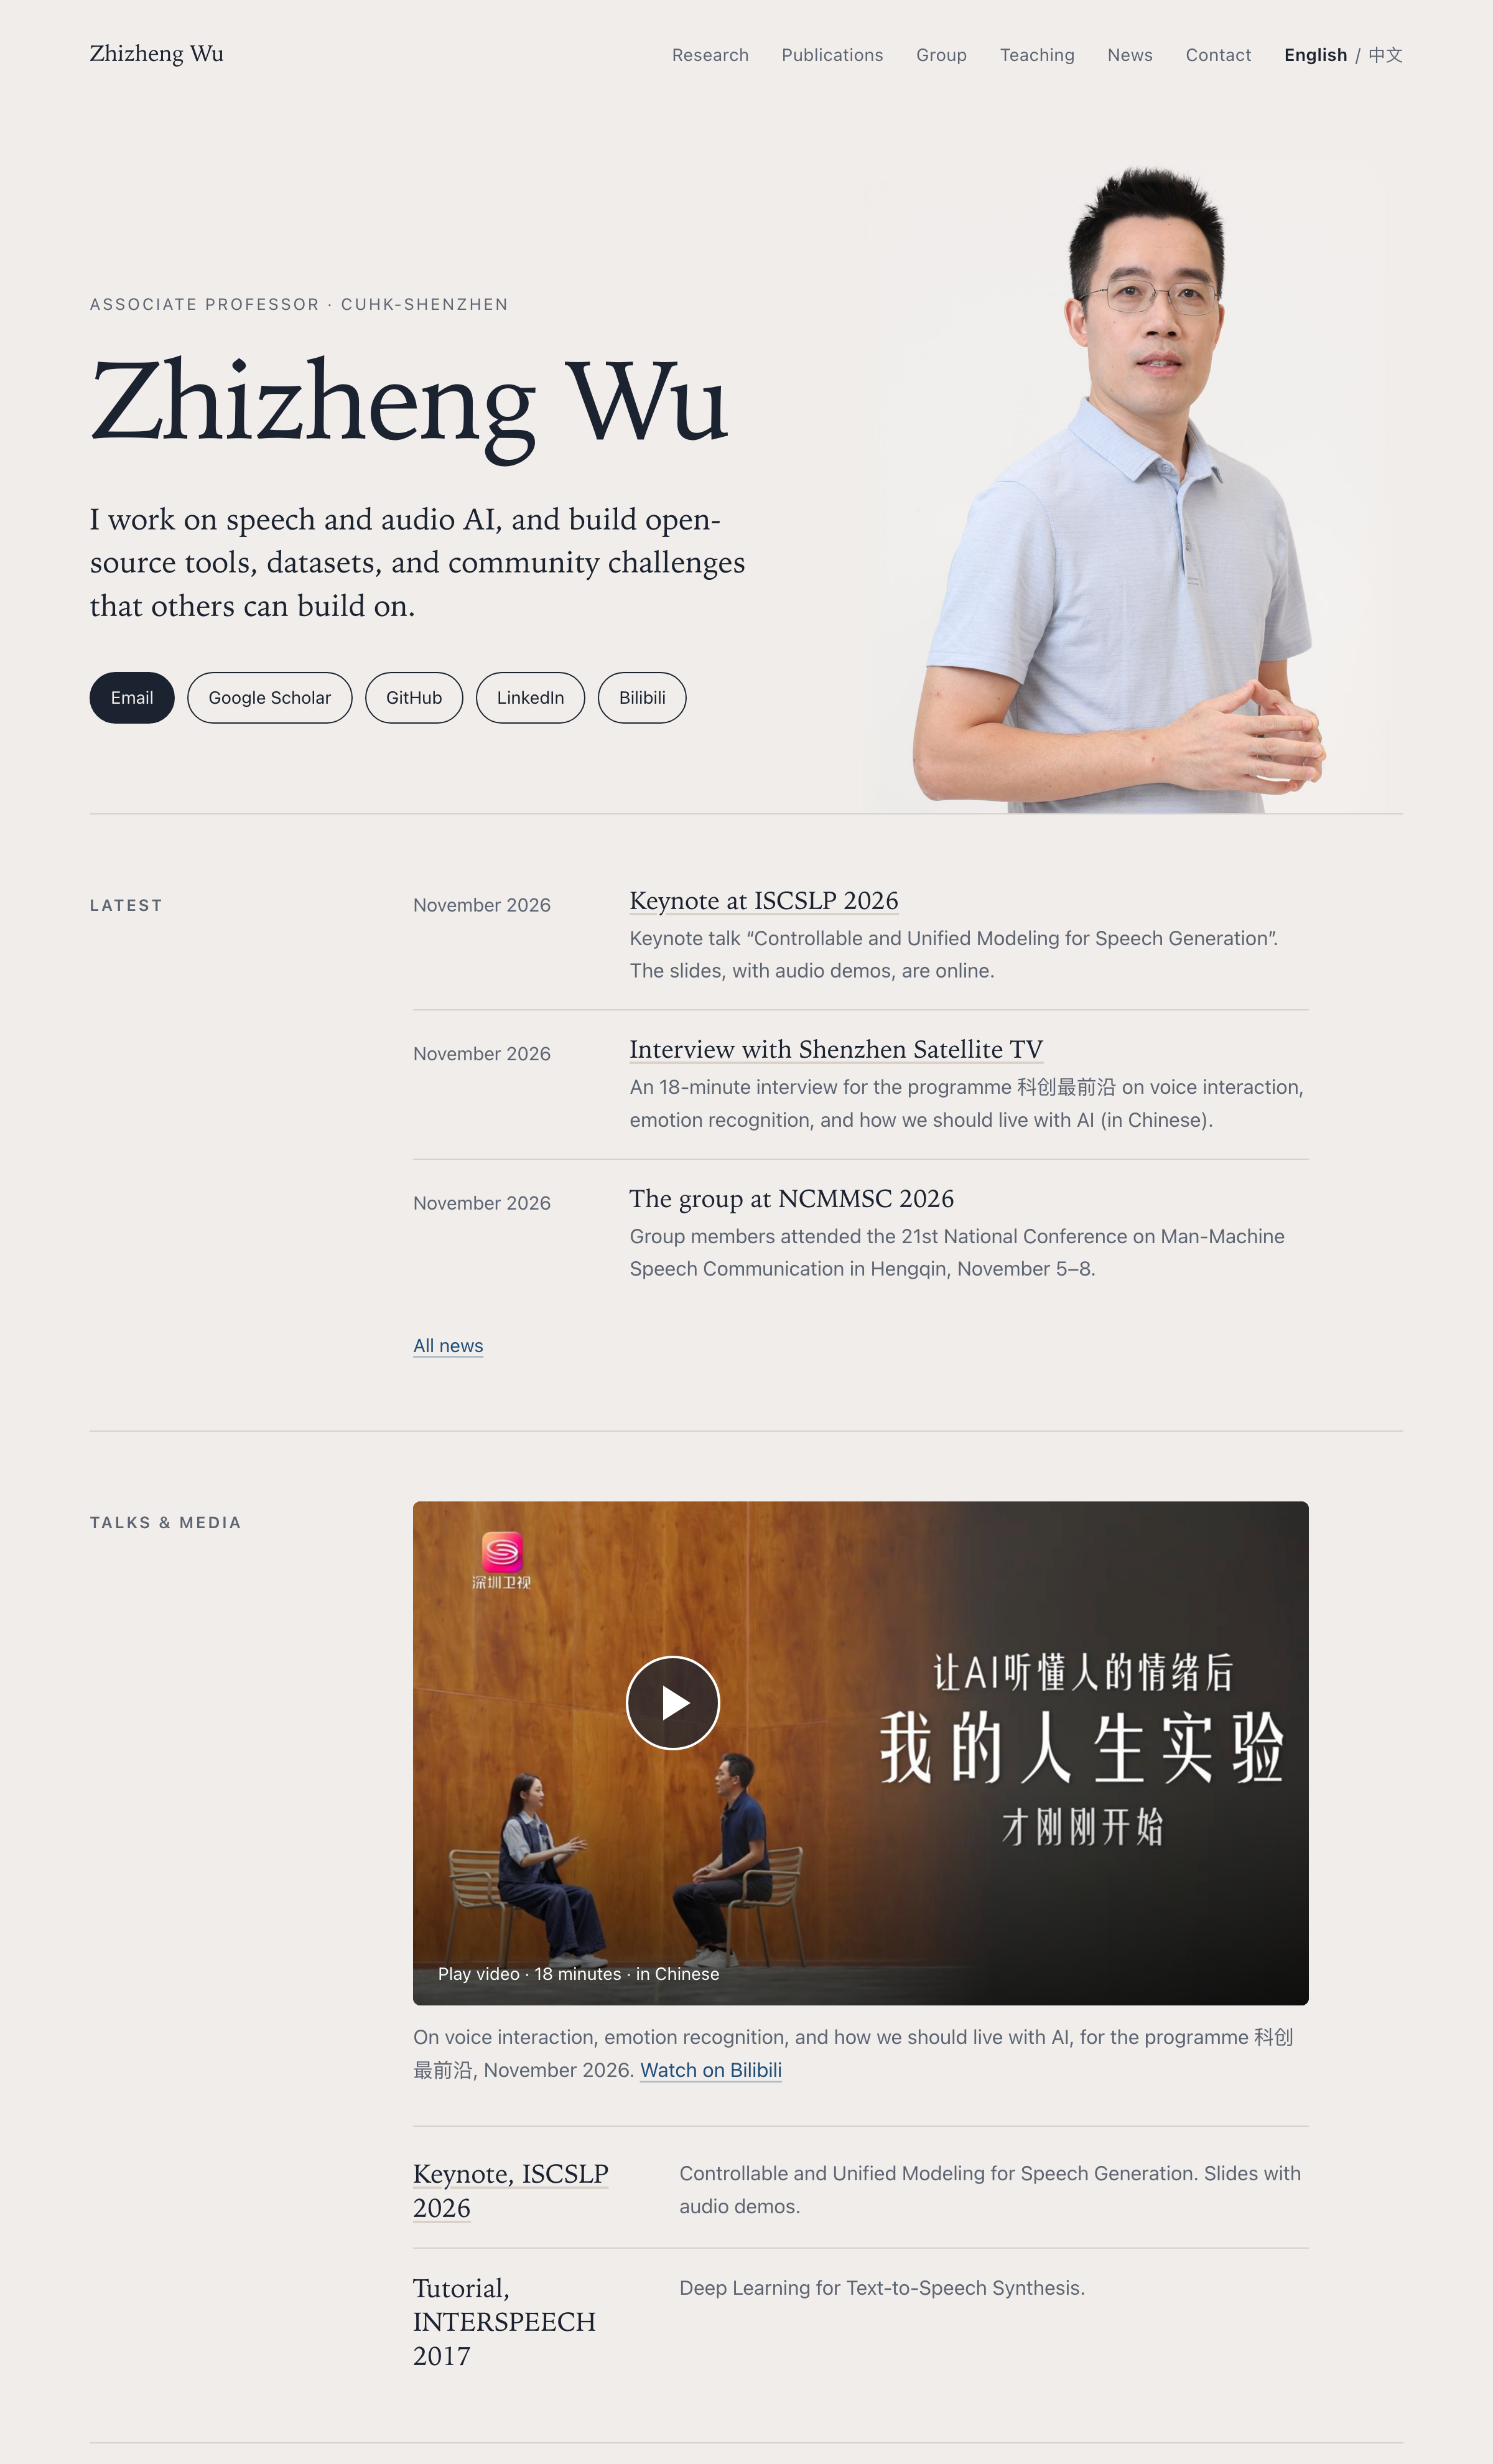 Zhizheng Wu
Research Publications Group Teaching News Contact English / 中文
ASSOCIATE PROFESSOR · CUHK-SHENZHEN
Zhizheng Wu
I work on speech and audio AI, and build open-
source tools, datasets, and community challenges
that others can build on.
Email Google Scholar GitHub LinkedIn Bilibili
LATEST
November 2026
Keynote at ISCSLP 2026
Keynote talk “Controllable and Unified Modeling for Speech Generation”.
The slides, with audio demos, are online.
November 2026
Interview with Shenzhen Satellite TV
An 18-minute interview for the programme 科创最前沿 on voice interaction,
emotion recognition, and how we should live with AI (in Chinese).
November 2026
The group at NCMMSC 2026
Group members attended the 21st National Conference on Man-Machine
Speech Communication in Hengqin, November 5–8.
All news
TALKS & MEDIA
深圳卫视
让AI听懂人的情绪后
我的人生实验
才刚刚开始
Play video · 18 minutes · in Chinese
On voice interaction, emotion recognition, and how we should live with AI, for the programme 科创
最前沿, November 2026. Watch on Bilibili
Keynote, ISCSLP
2026
Controllable and Unified Modeling for Speech Generation. Slides with
audio demos.
Tutorial,
INTERSPEECH
2017
Deep Learning for Text-to-Speech Synthesis.